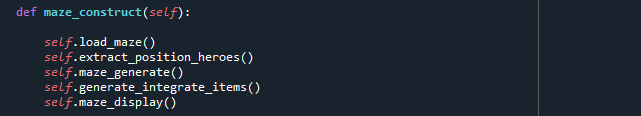 def maze_construct(self):
self.load_maze()
self.extract_position_heroes()
self.maze_generate()
self.generate_integrate_items()
self.maze_display()